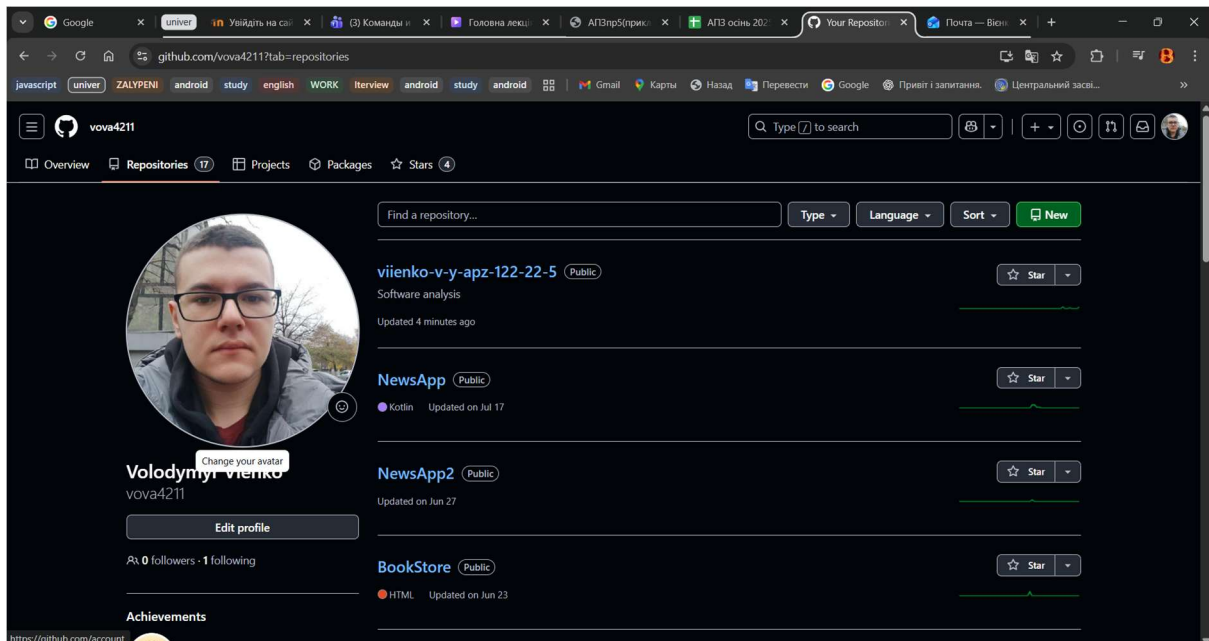 Google
univer
Увійдіть на сай
(3) Команды и
Головна лекці
АПЗпр5(прикл
АПЗ осінь 202
Your Repositori
Почта — Вієн
github.com/vova4211?tab=repositories
javascript univer ZALYPENI android study english WORK Iterview android study android Gmail Карты Назад Перевести Google Привіт і запитання. Центральний засві... »
vova4211
Type / to search
Overview Repositories 17 Projects Packages Stars 4
Find a repository... Type Language Sort New
viienko-v-y-apz-122-22-5 Public Star
Software analysis
Updated 4 minutes ago
NewsApp Public Star
Kotlin Updated on Jul 17
Change your avatar
Volodymyr
vova4211
Edit profile
0 followers · 1 following
Achievements
NewsApp2 Public Star
Updated on Jun 27
BookStore Public Star
HTML Updated on Jun 23
https://github.com/account